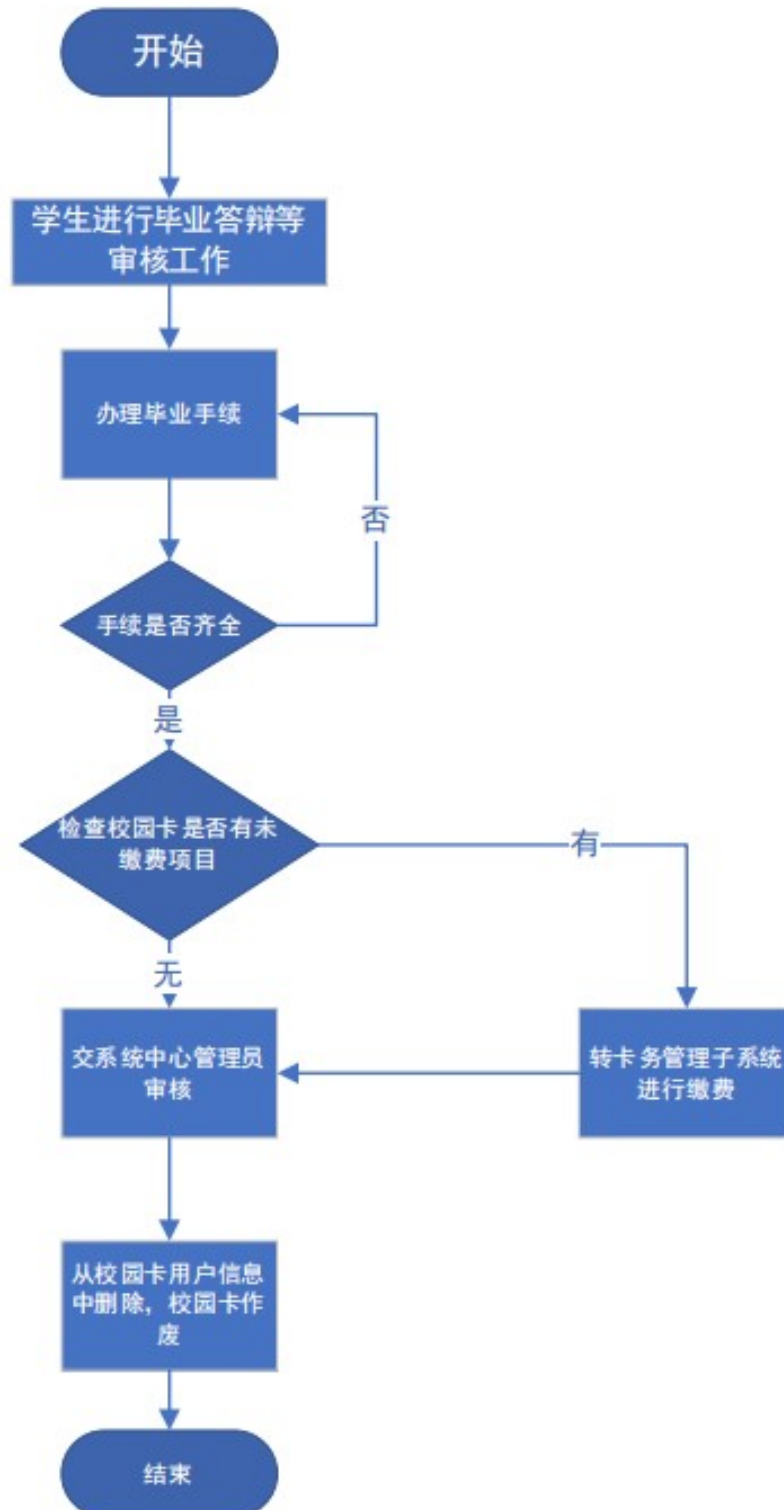 开始
学生进行毕业答辩等
审核工作
办理毕业手续
否
手续是否齐全
是
检查校园卡是否有未
缴费项目
有
无
交系统中心管理员
审核
转卡务管理子系统
进行缴费
从校园卡用户信息
中删除，校园卡作
废
结束